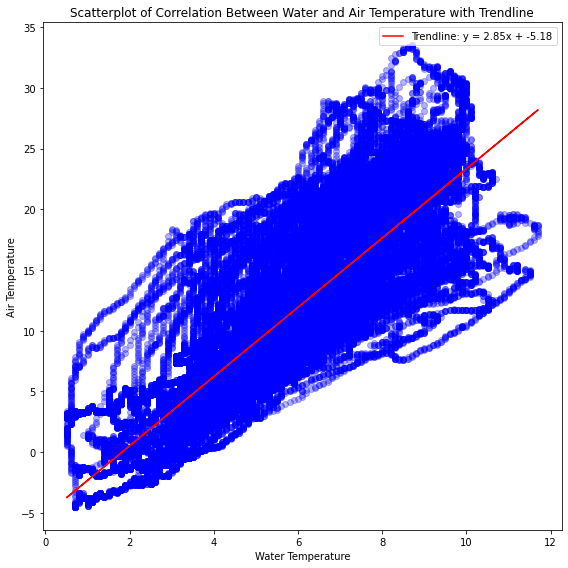 Scatterplot of Correlation Between Water and Air Temperature with Trendline
Trendline: y = 2.85x + -5.18
35
30
25
20
15
10
5
0
−5
Air Temperature
0 2 4 6 8 10 12
Water Temperature